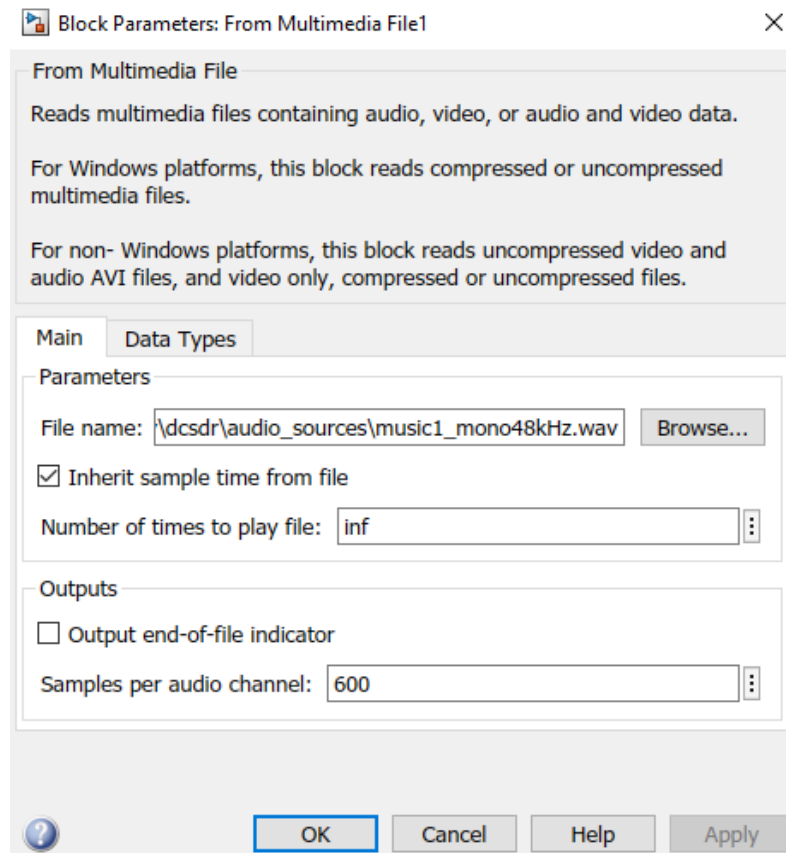 Block Parameters: From Multimedia File1
From Multimedia File
Reads multimedia files containing audio, video, or audio and video data.
For Windows platforms, this block reads compressed or uncompressed
multimedia files.
For non- Windows platforms, this block reads uncompressed video and
audio AVI files, and video only, compressed or uncompressed files.
Main Data Types
Parameters
File name: \dcsdr\audio_sources\music1_mono48kHz.wav Browse...
Inherit sample time from file
Number of times to play file: inf
Outputs
Output end-of-file indicator
Samples per audio channel: 600
? OK Cancel Help Apply